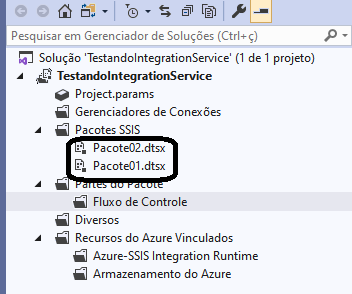 Pesquisar em Gerenciador de Soluções (Ctrl+ç)
Solução 'TestandoIntegrationService' (1 de 1 projeto)
TestandoIntegrationService
Project.params
Gerenciadores de Conexões
Pacotes SSIS
Pacote02.dtsx
Pacote01.dtsx
Partes do Pacote
Fluxo de Controle
Diversos
Recursos do Azure Vinculados
Azure-SSIS Integration Runtime
Armazenamento do Azure